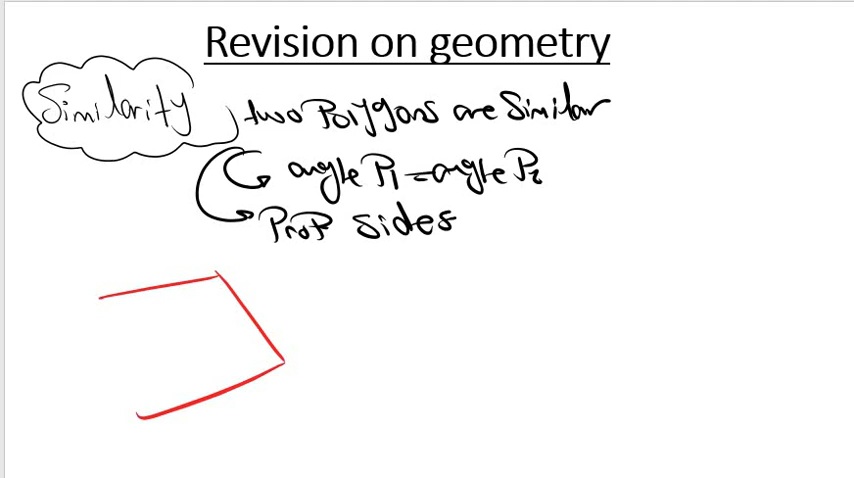 Revision on geometry
Similarity
two Polygons are Similar
angle P1 = angle P2
Prop sides